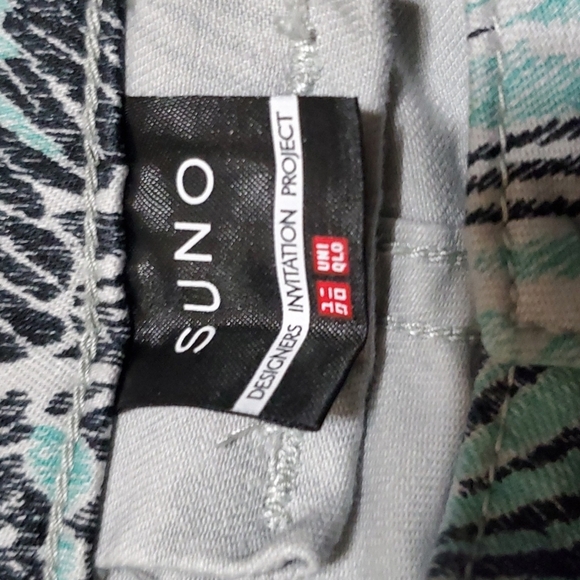 SUNO
DESIGNERS INVITATION PROJECT
ユニ
クロ
UNI
QLO